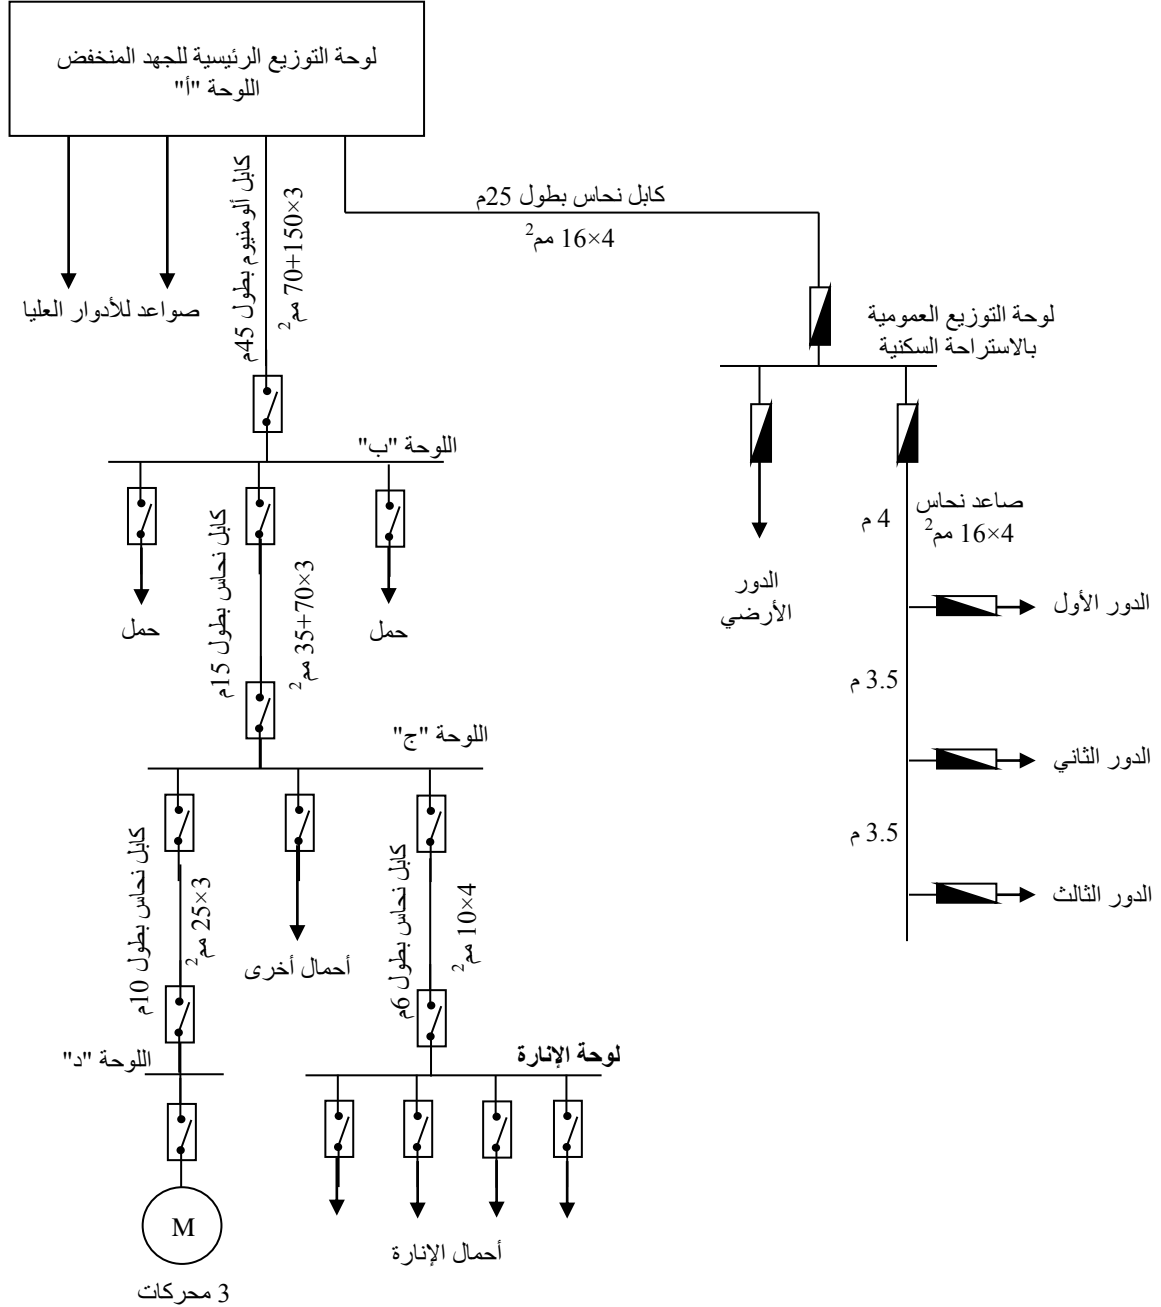 لوحة التوزيع الرئيسية للجهد المنخفض
اللوحة "أ"
كابل نحاس بطول 25م
4×16 مم2
كابل ألومنيوم بطول 45م
3×150+70 مم2
صواعد للأدوار العليا
لوحة التوزيع العمومية
بالاستراحة السكنية
اللوحة "ب"
صاعد نحاس
4×16 مم2
4 م
كابل نحاس بطول 15م
3×70+35 مم2
حمل
حمل
الدور
الأرضي
الدور الأول
3.5 م
اللوحة "ج"
الدور الثاني
3.5 م
الدور الثالث
كابل نحاس بطول 10م
3×25 مم2
كابل نحاس بطول 6م
4×10 مم2
أحمال أخرى
لوحة الإنارة
اللوحة "د"
M
أحمال الإنارة
3 محركات